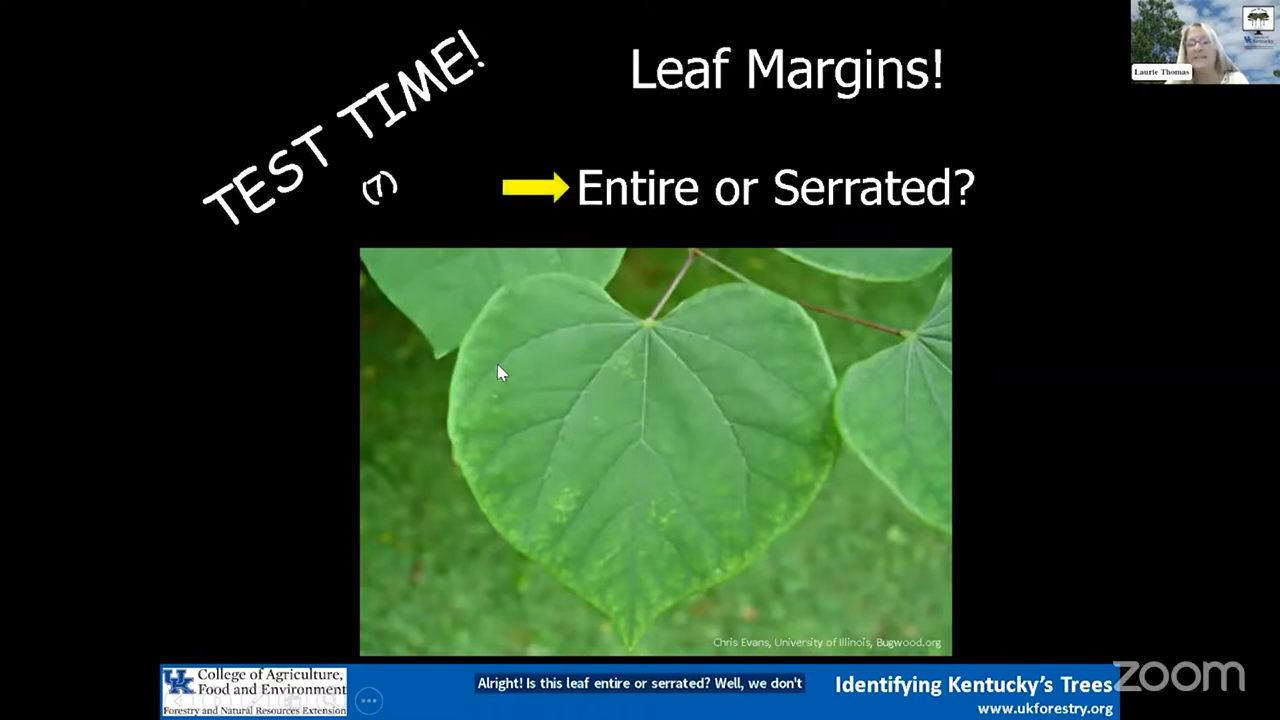 TEST TIME!
(7)
Leaf Margins!
Entire or Serrated?
Laurie Thomas
Chris Evans, University of Illinois, Bugwood.org
UK
College of Agriculture,
Food and Environment
Forestry and Natural Resources Extension
Alright! Is this leaf entire or serrated? Well, we don't
Identifying Kentucky's Trees
www.ukforestry.org
zoom